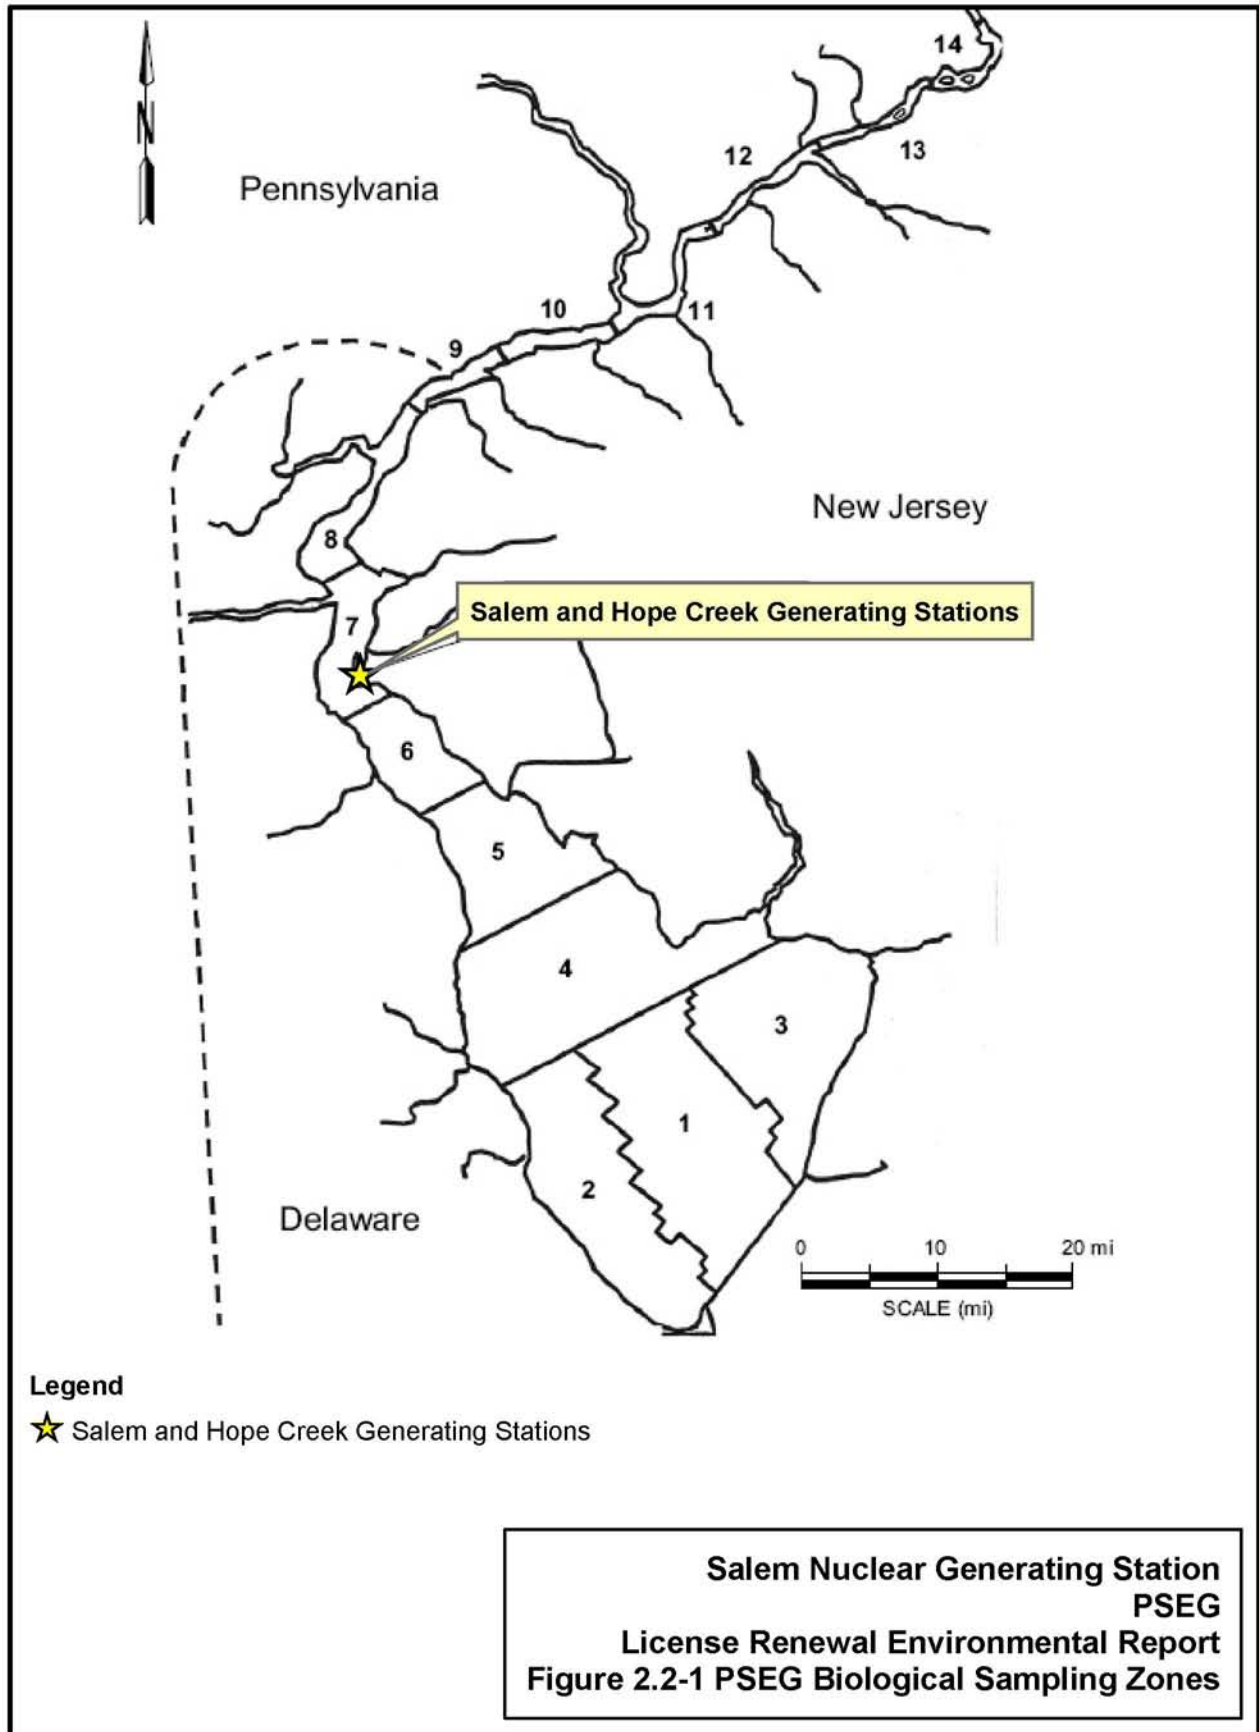 14
N
12
13
Pennsylvania
10
11
9
New Jersey
8
Salem and Hope Creek Generating Stations
7
6
5
4
3
1
2
Delaware
0 10 20 mi
SCALE (mi)
Legend
Salem and Hope Creek Generating Stations
Salem Nuclear Generating Station
PSEG
License Renewal Environmental Report
Figure 2.2-1 PSEG Biological Sampling Zones